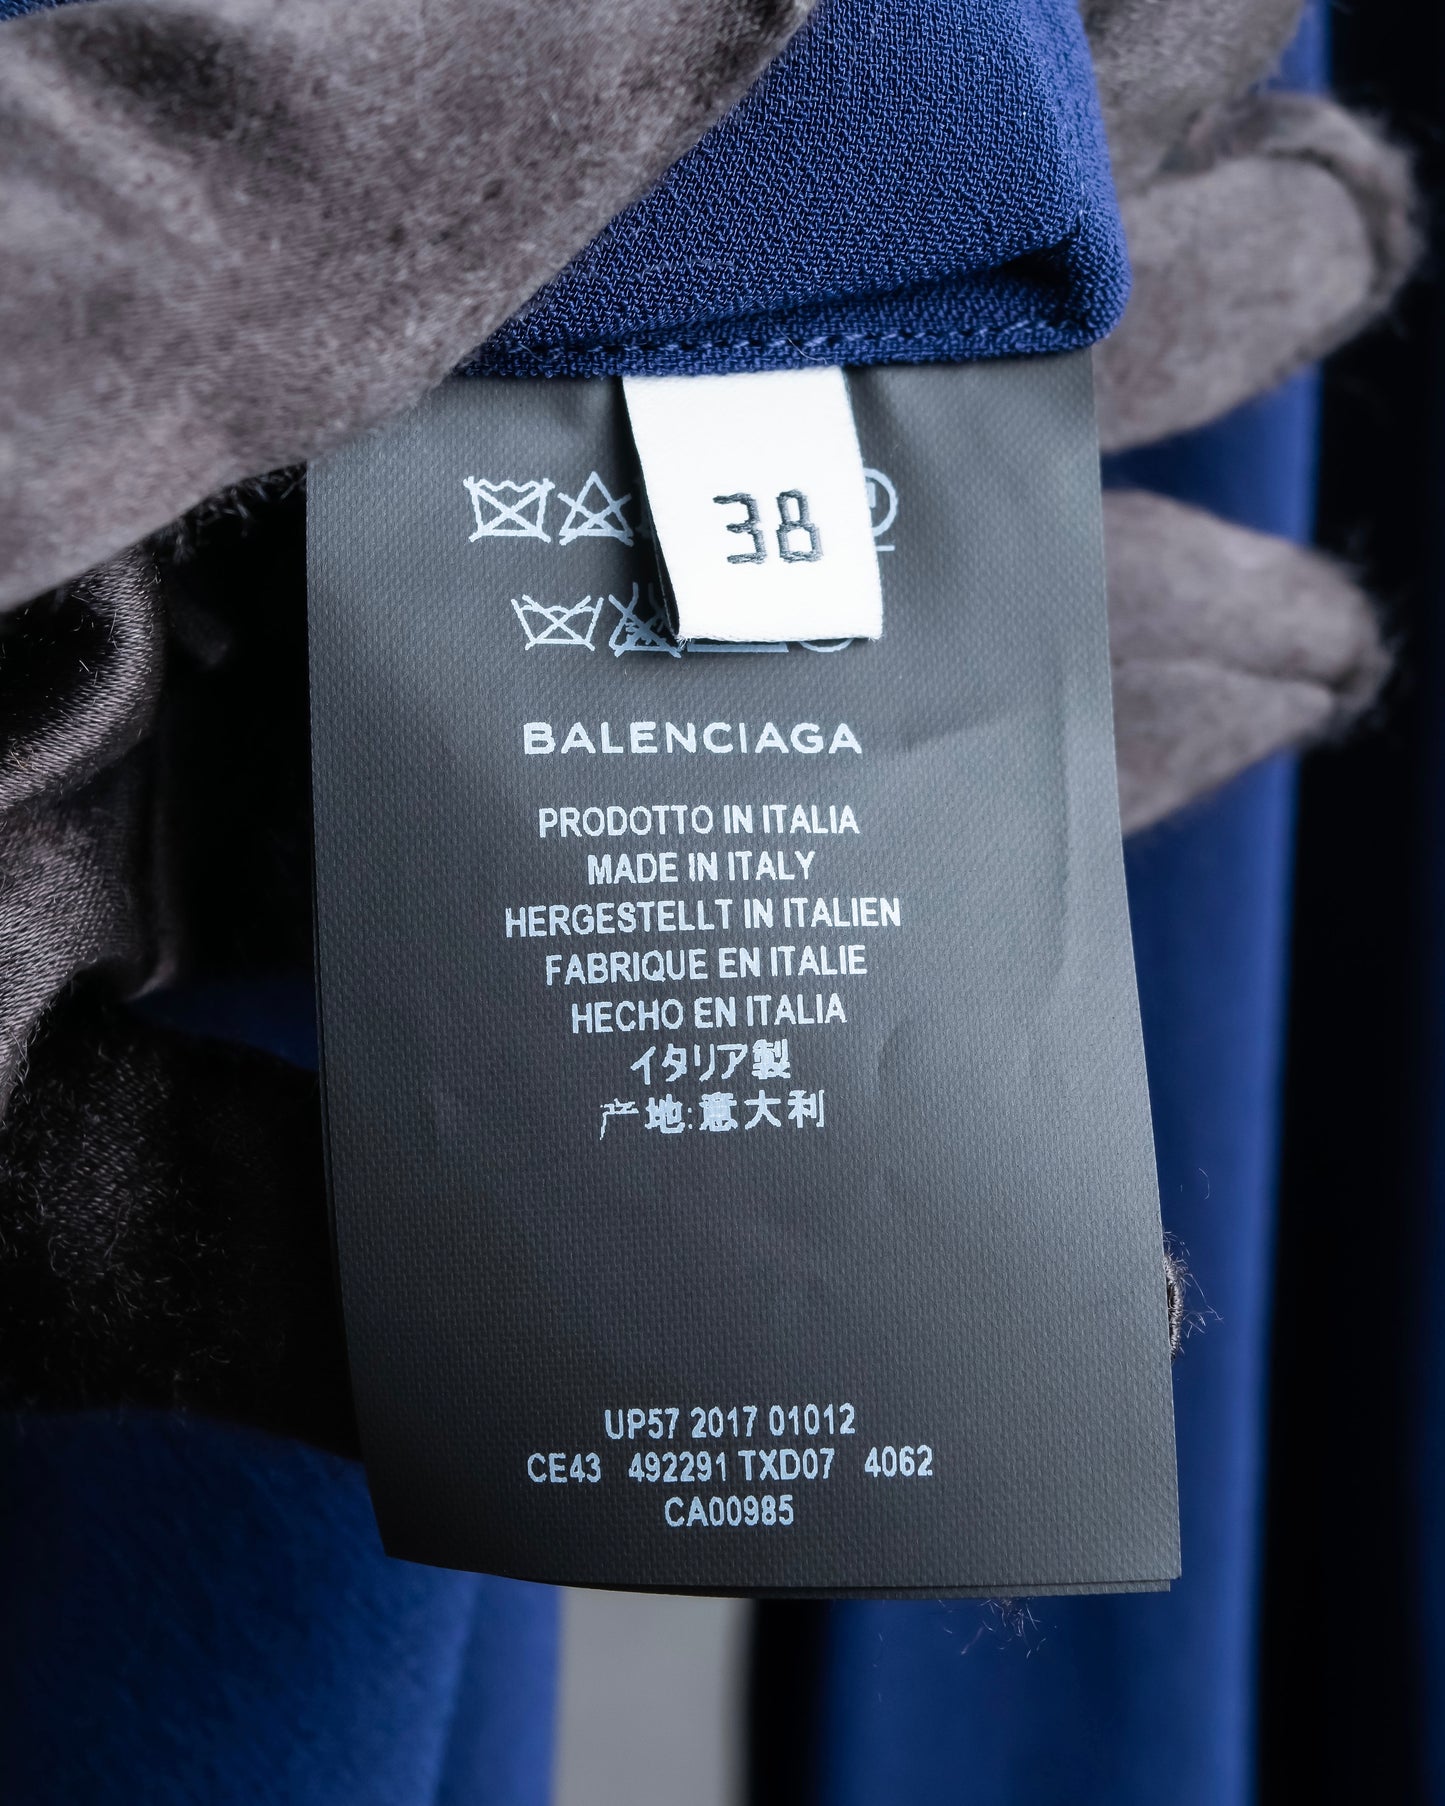 38
BALENCIAGA
PRODOTTO IN ITALIA
MADE IN ITALY
HERGESTELLT IN ITALIEN
FABRIQUE EN ITALIE
HECHO EN ITALIA
イタリア製
产地:意大利
UP57 2017 01012
CE43 492291 TXD07 4062
CA00985